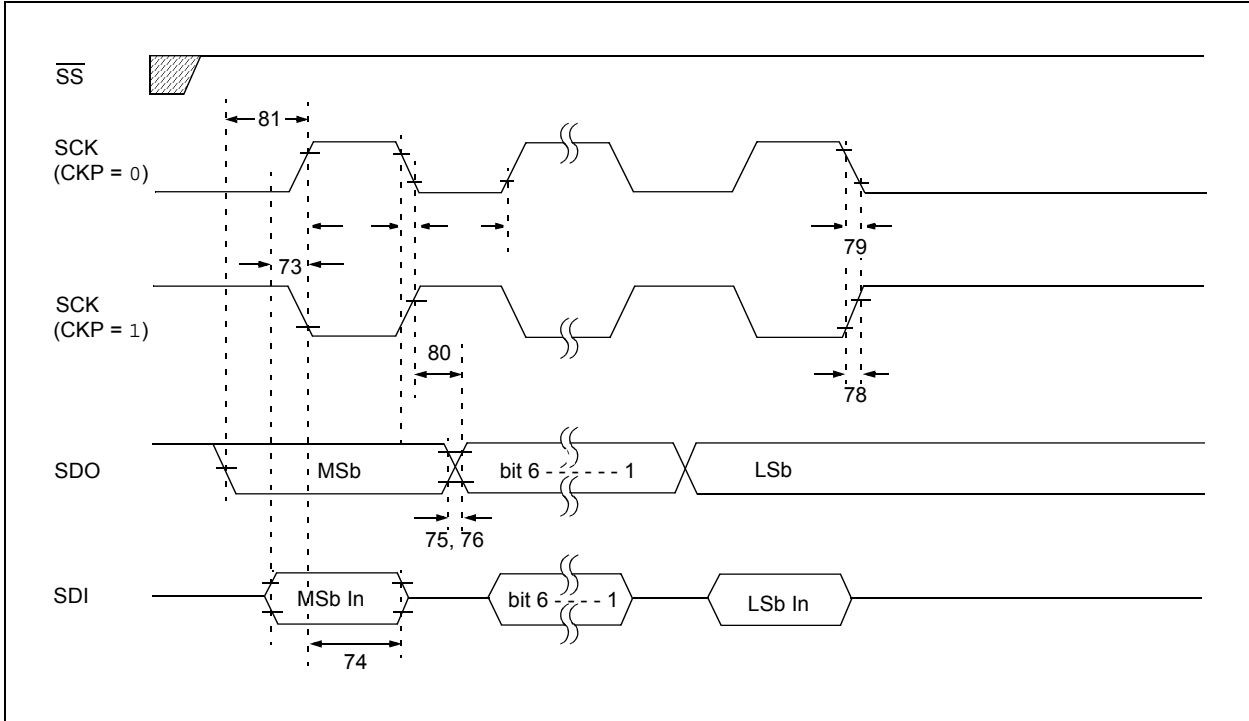 SS
81
SCK
(CKP = 0)
79
73
SCK
(CKP = 1)
80
78
SDO
MSb
bit 6 - - - - - - 1
LSb
75, 76
SDI
MSb In
bit 6 - - - - 1
LSb In
74